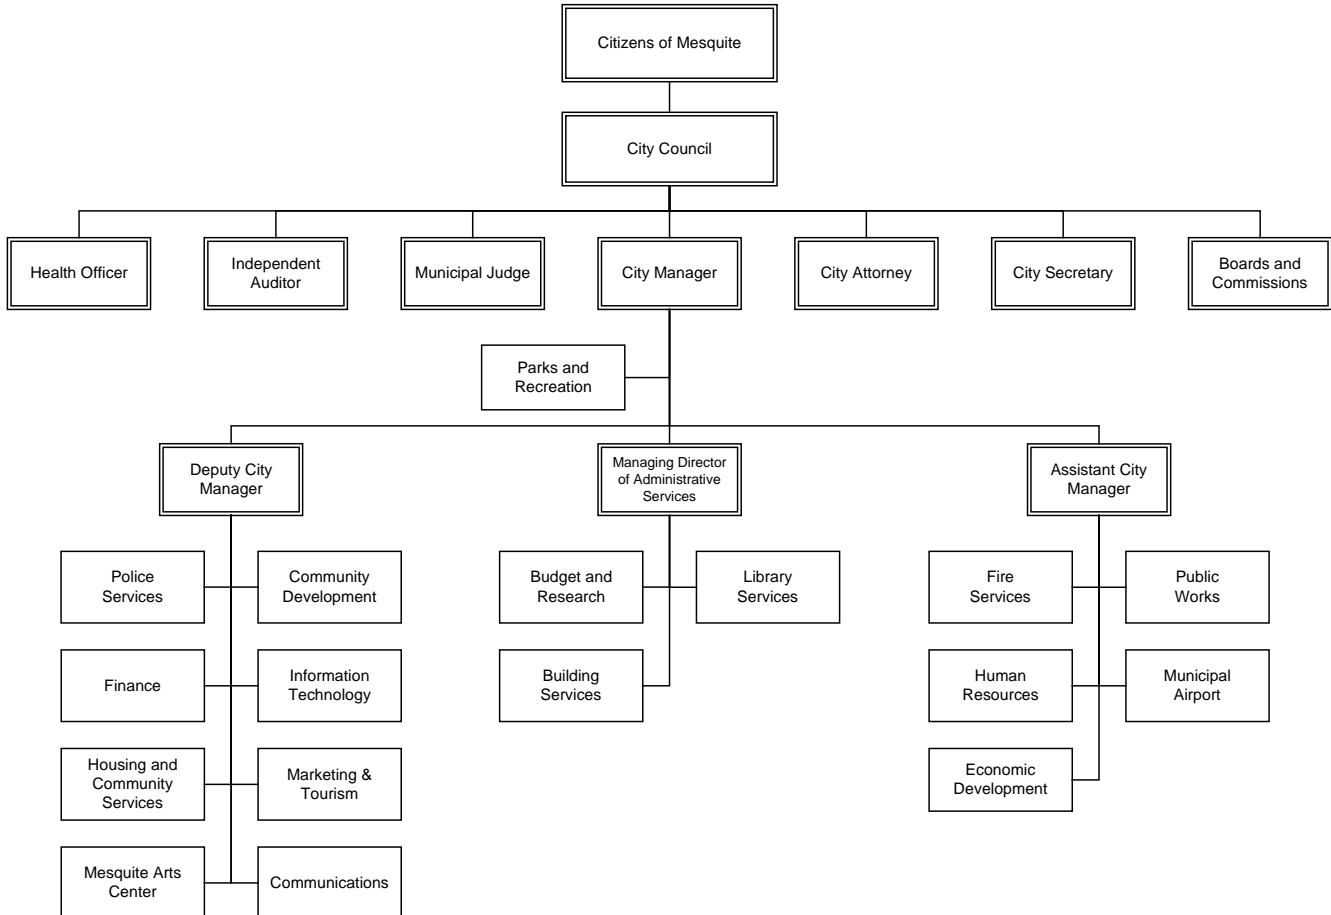 Citizens of Mesquite
City Council
Health Officer
Independent
Auditor
Municipal Judge
City Manager
City Attorney
City Secretary
Boards and
Commissions
Parks and
Recreation
Deputy City
Manager
Managing Director
of Administrative
Services
Assistant City
Manager
Police
Services
Community
Development
Budget and
Research
Library
Services
Fire
Services
Public
Works
Finance
Information
Technology
Building
Services
Human
Resources
Municipal
Airport
Housing and
Community
Services
Marketing &
Tourism
Economic
Development
Mesquite Arts
Center
Communications